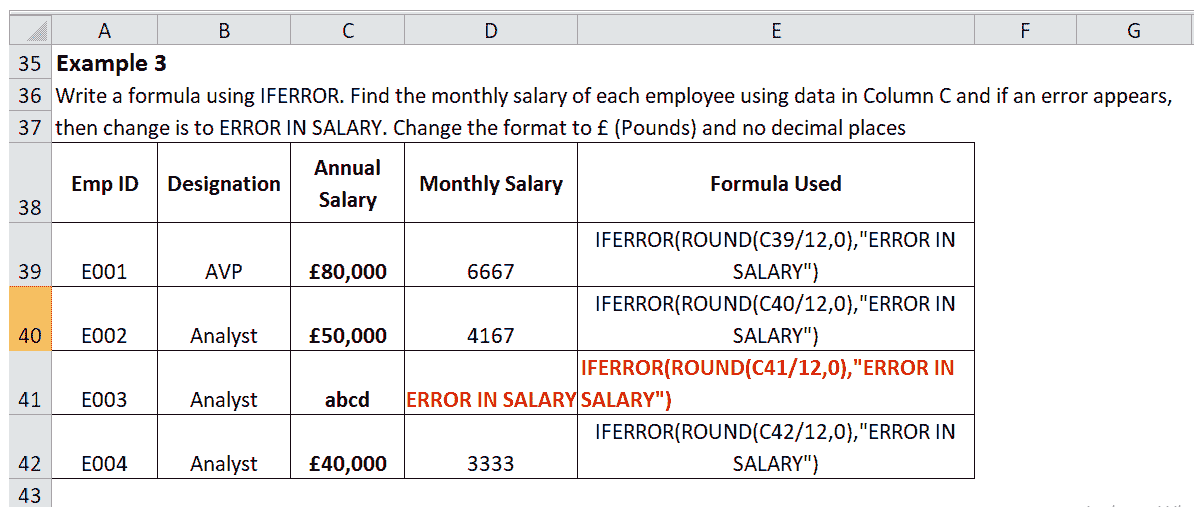 A B C D E F G
35 Example 3
36 Write a formula using IFERROR. Find the monthly salary of each employee using data in Column C and if an error appears,
37 then change is to ERROR IN SALARY. Change the format to £ (Pounds) and no decimal places
38 Emp ID Designation Annual Salary Monthly Salary Formula Used
IFERROR(ROUND(C39/12,0),"ERROR IN
39 E001 AVP £80,000 6667 SALARY")
IFERROR(ROUND(C40/12,0),"ERROR IN
40 E002 Analyst £50,000 4167 SALARY")
IFERROR(ROUND(C41/12,0),"ERROR IN
41 E003 Analyst abcd ERROR IN SALARY SALARY")
IFERROR(ROUND(C42/12,0),"ERROR IN
42 E004 Analyst £40,000 3333 SALARY")
43